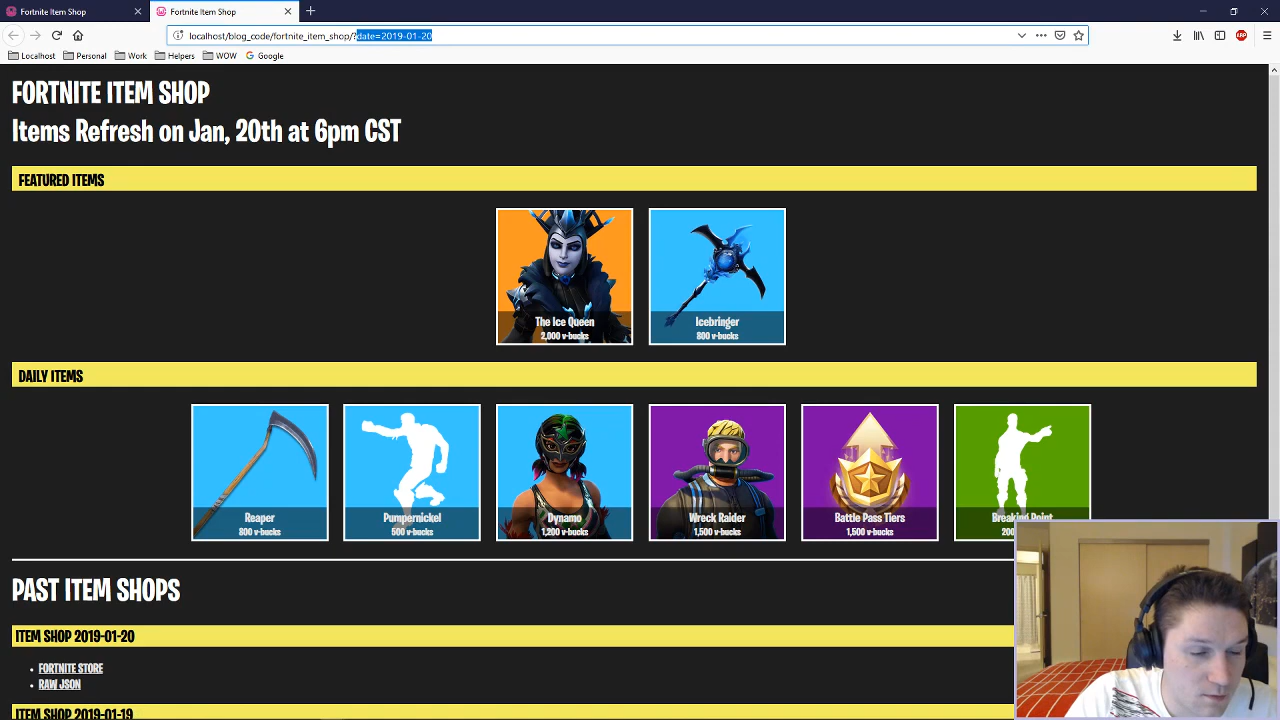 Fortnite Item Shop
Fortnite Item Shop
localhost/blog_code/fortnite_item_shop/?date=2019-01-20
Localhost Personal Work Helpers WOW Google
FORTNITE ITEM SHOP
Items Refresh on Jan, 20th at 6pm CST
FEATURED ITEMS
The Ice Queen
2,000 v-bucks
Icebringer
800 v-bucks
DAILY ITEMS
Reaper
800 v-bucks
Pumpernickel
500 v-bucks
Dynamo
1,200 v-bucks
Wreck Raider
1,500 v-bucks
Battle Pass Tiers
1,500 v-bucks
Breaking Point
200
PAST ITEM SHOPS
ITEM SHOP 2019-01-20
FORTNITE STORE
RAW JSON
ITEM SHOP 2019-01-19